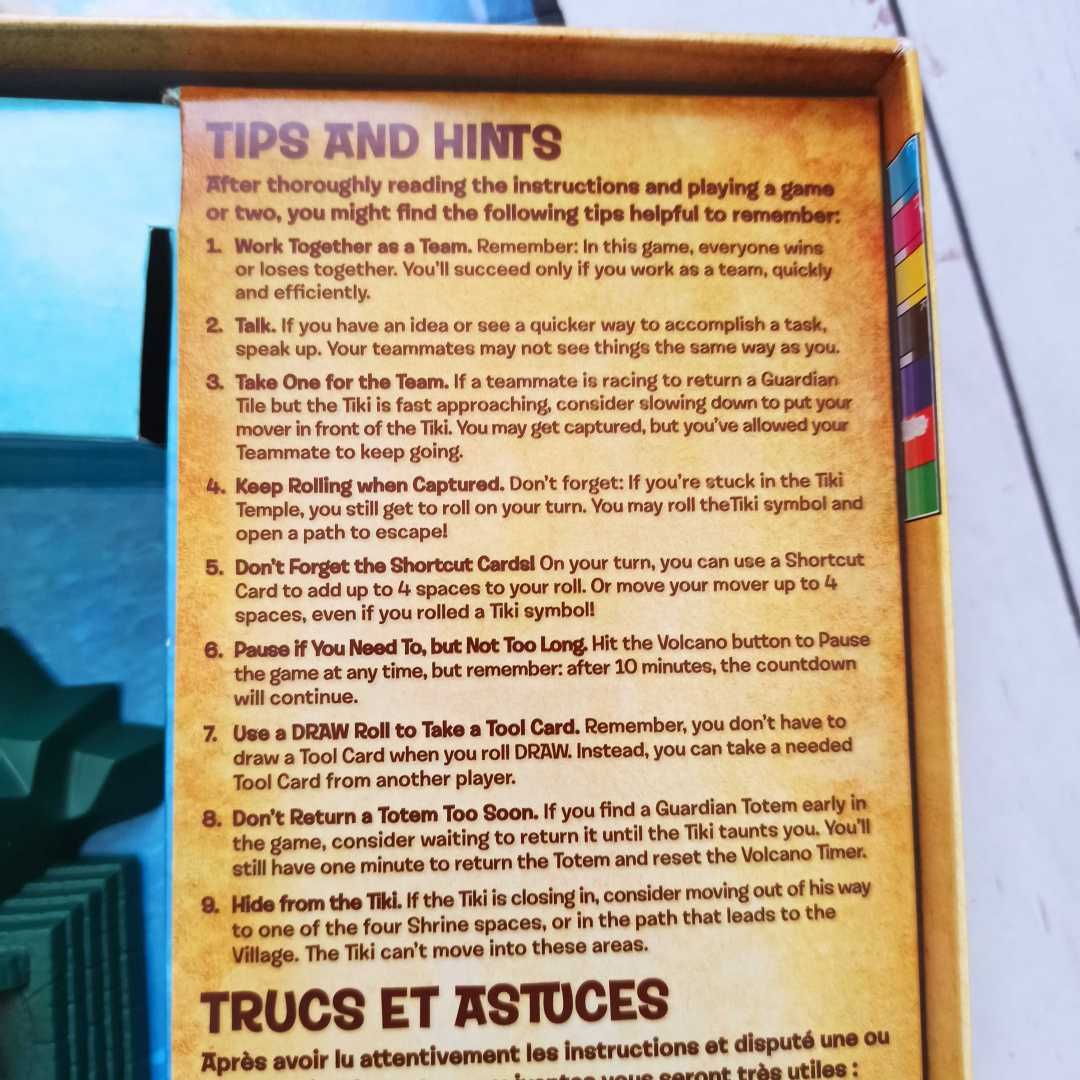 TIPS AND HINTS
After thoroughly reading the instructions and playing a game
or two, you might find the following tips helpful to remember:
1. Work Together as a Team. Remember: In this game, everyone wins
or loses together. You'll succeed only if you work as a team, quickly
and efficiently.
2. Talk. If you have an idea or see a quicker way to accomplish a task,
speak up. Your teammates may not see things the same way as you.
3. Take One for the Team. If a teammate is racing to return a Guardian
Tile but the Tiki is fast approaching, consider slowing down to put your
mover in front of the Tiki. You may get captured, but you've allowed your
Teammate to keep going.
4. Keep Rolling when Captured. Don't forget: If you're stuck in the Tiki
Temple, you still get to roll on your turn. You may roll theTiki symbol and
open a path to escape!
5. Don't Forget the Shortcut Cards! On your turn, you can use a Shortcut
Card to add up to 4 spaces to your roll. Or move your mover up to 4
spaces, even if you rolled a Tiki symbol!
6. Pause if You Need To, but Not Too Long. Hit the Volcano button to Pause
the game at any time, but remember: after 10 minutes, the countdown
will continue.
7. Use a DRAW Roll to Take a Tool Card. Remember, you don't have to
draw a Tool Card when you roll DRAW. Instead, you can take a needed
Tool Card from another player.
8. Don't Return a Totem Too Soon. If you find a Guardian Totem early in
the game, consider waiting to return it until the Tiki taunts you. You'll
still have one minute to return the Totem and reset the Volcano Timer.
9. Hide from the Tiki. If the Tiki is closing in, consider moving out of his way
to one of the four Shrine spaces, or in the path that leads to the
Village. The Tiki can't move into these areas.
TRUCS ET ASTUCES
Après avoir lu attentivement les instructions et disputé une ou
vous seront très utiles :